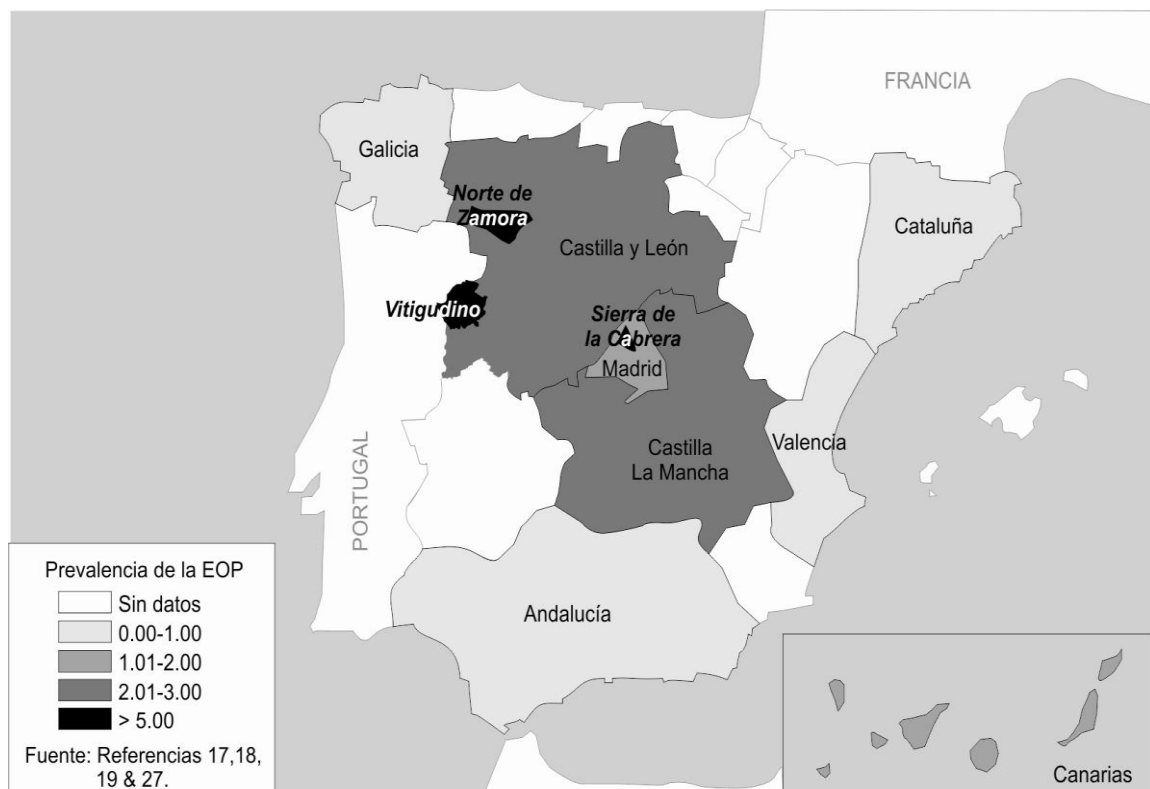 FRANCIA
Galicia
Norte de
Zamora
Cataluña
Castilla y León
Vitigudino
Sierra de
la Cabrera
Madrid
Valencia
Castilla
La Mancha
PORTUGAL
Andalucía
Prevalencia de la EOP
Sin datos
0.00-1.00
1.01-2.00
2.01-3.00
> 5.00
Fuente: Referencias 17,18,
19 & 27.
Canarias